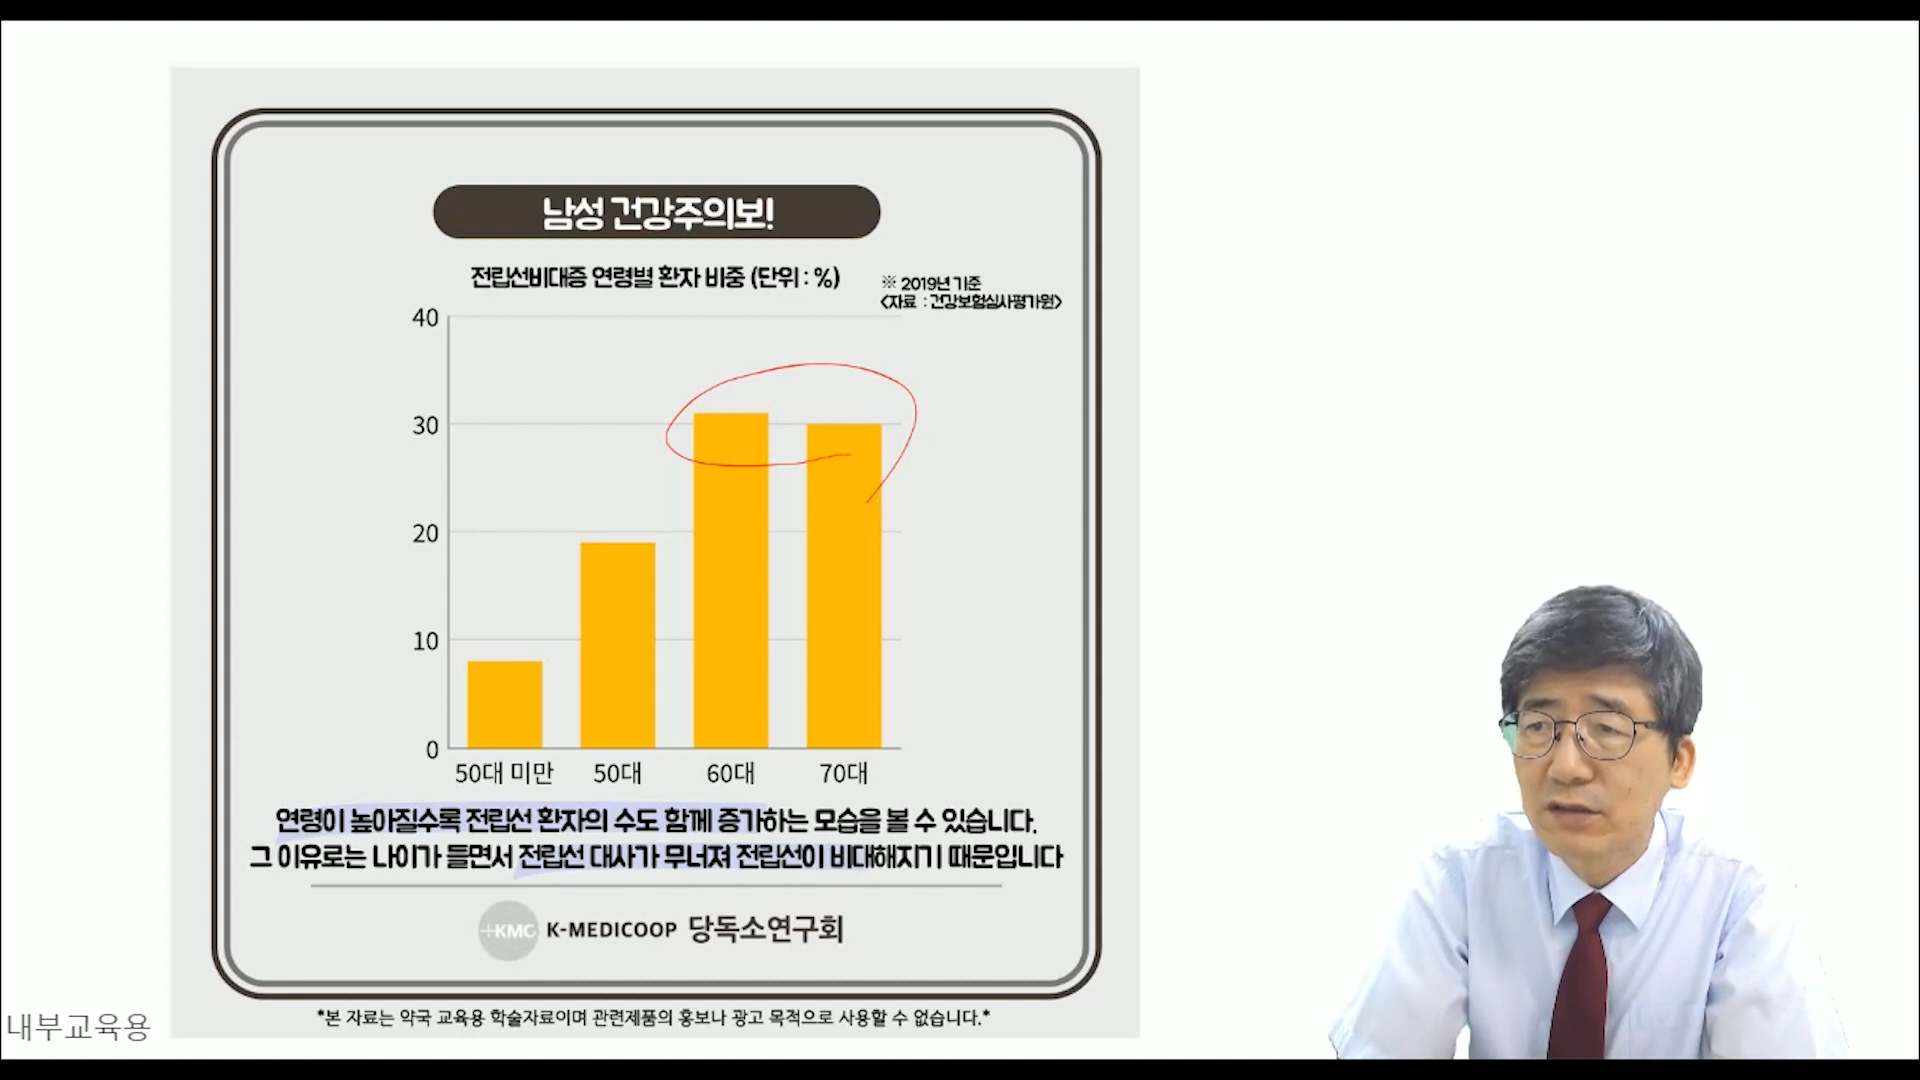 남성 건강주의보!
전립선비대증 연령별 환자 비중 (단위 : %)
※ 2019년 기준
<자료 : 건강보험심사평가원>
40
30
20
10
0
50대 미만 50대 60대 70대
연령이 높아질수록 전립선 환자의 수도 함께 증가하는 모습을 볼 수 있습니다.
그 이유로는 나이가 들면서 전립선 대사가 무너져 전립선이 비대해지기 때문입니다
+KMC K-MEDICOOP 당독소연구회
*본 자료는 약국 교육용 학술자료이며 관련제품의 홍보나 광고 목적으로 사용할 수 없습니다.*
내부교육용